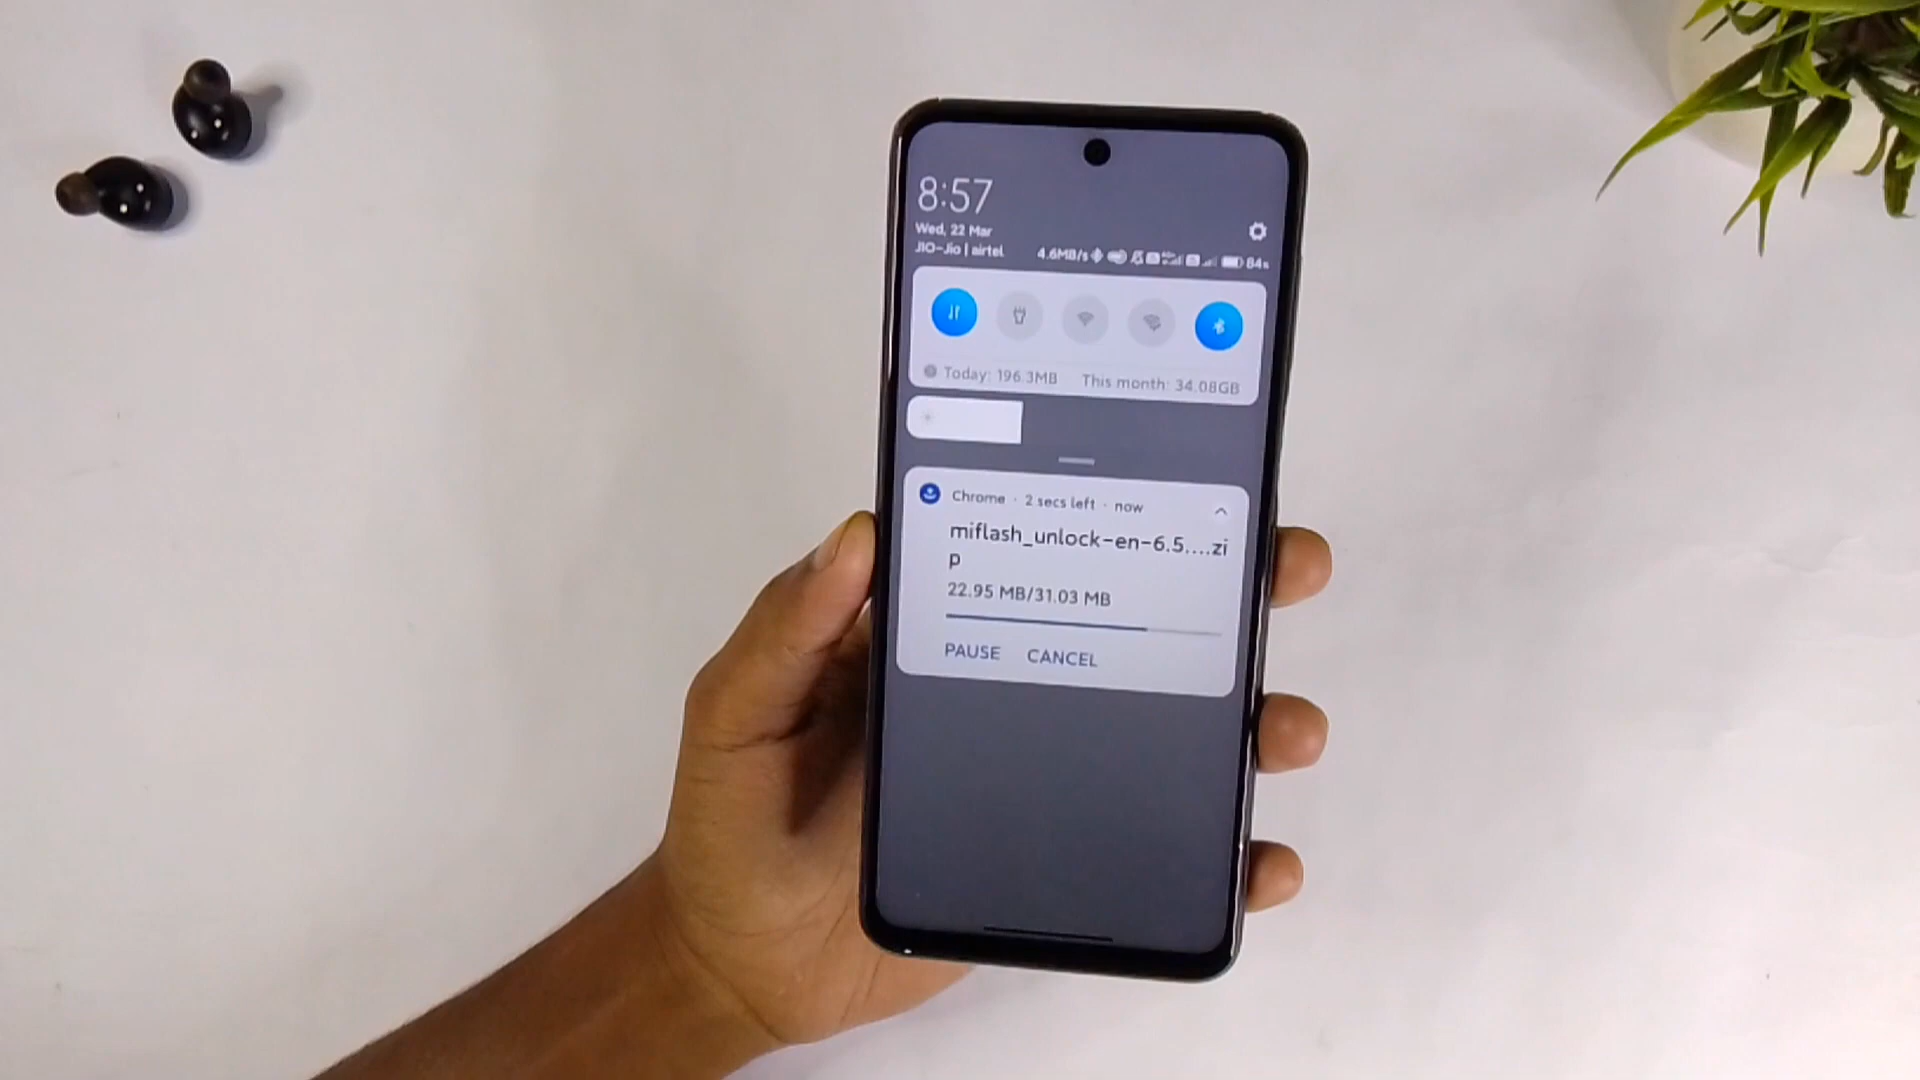 8:57
Wed, 22 Mar
JIO-Jio | airtel
4.6MB/s 84%
Today: 196.3MB This month: 34.08GB
Chrome · 2 secs left · now
miflash_unlock-en-6.5....zi
p
22.95 MB/31.03 MB
PAUSE CANCEL